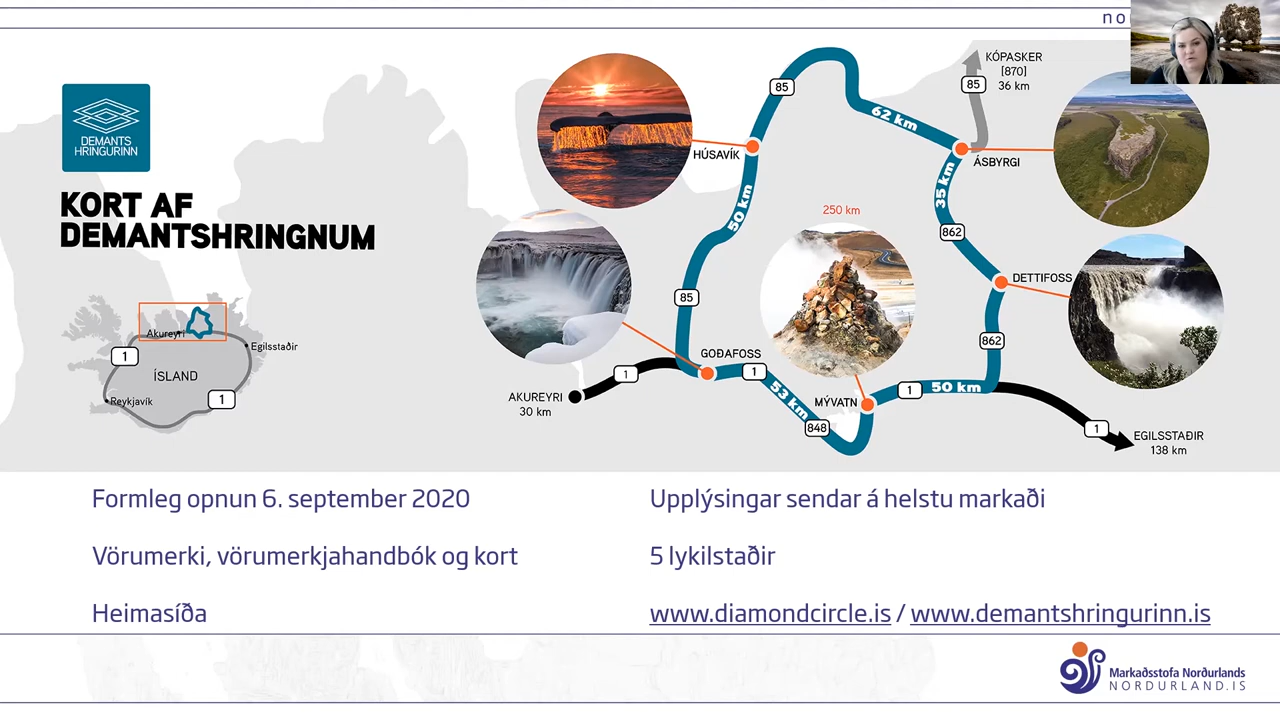 no
DEMANTS
HRINGURINN
KORT AF
DEMANTSHRINGNUM
Akureyri
Egilsstaðir
1
ÍSLAND
Reykjavík
1
KÓPASKER
[870]
36 km
85
85
62 km
HÚSAVÍK
ÁSBYRGI
35 km
50 km
250 km
862
DETTIFOSS
85
862
GOÐAFOSS
1
1
AKUREYRI
30 km
53 km
848
MÝVATN
1
50 km
1
EGILSSTAÐIR
138 km
Formleg opnun 6. september 2020
Vörumerki, vörumerkjahandbók og kort
Heimasíða
Upplýsingar sendar á helstu markaði
5 lykilstaðir
www.diamondcircle.is / www.demantshringurinn.is
Markaðsstofa Norðurlands
NORDURLAND.IS